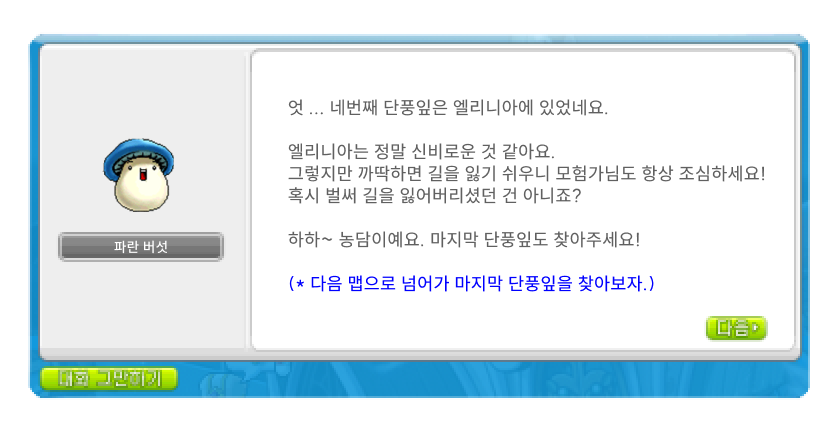 엇 ... 네번째 단풍잎은 엘리니아에 있었네요.
엘리니아는 정말 신비로운 것 같아요.
그렇지만 까딱하면 길을 잃기 쉬우니 모험가님도 항상 조심하세요!
혹시 벌써 길을 잃어버리셨던 건 아니죠?
하하~ 농담이예요. 마지막 단풍잎도 찾아주세요!
(* 다음 맵으로 넘어가 마지막 단풍잎을 찾아보자.)
파란 버섯
다음
대화 그만하기